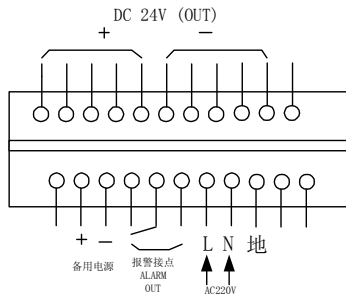 DC 24V (OUT)
+ −
+ − L N 地
备用电源 报警接点
ALARM
OUT
AC220V